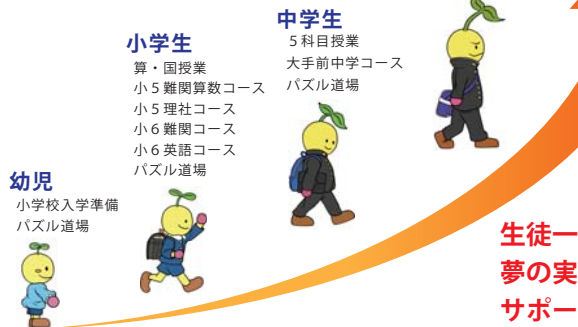 中学生
5科目授業
大手前中学コース
パズル道場
小学生
算・国授業
小5難関算数コース
小5理社コース
小6難関コース
小6英語コース
パズル道場
幼児
小学校入学準備
パズル道場
生徒一
夢の実
サポー